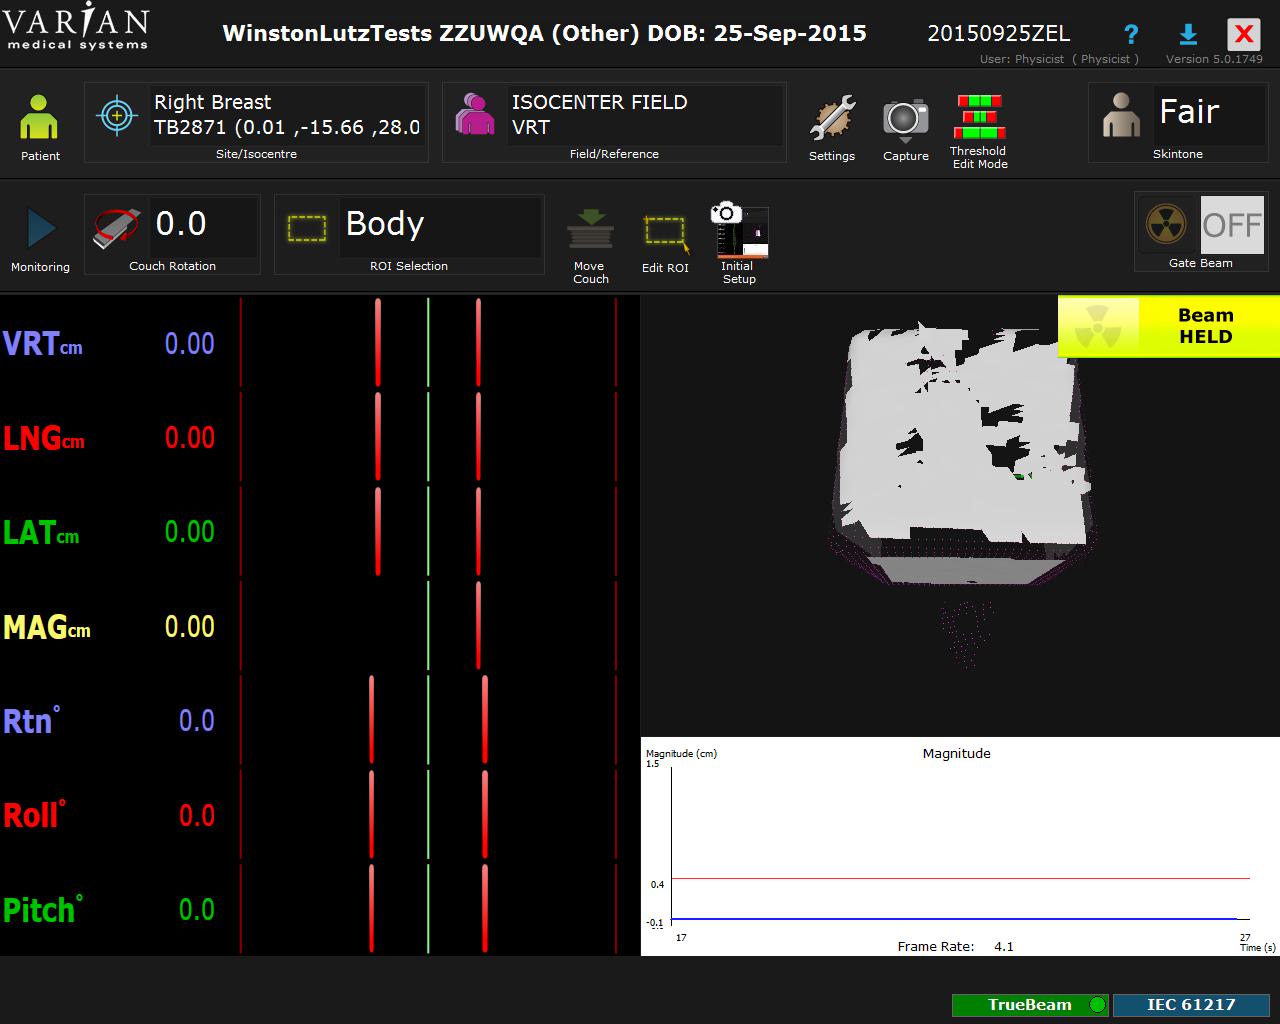 VARIAN
medical systems
WinstonLutzTests ZZUWQA (Other) DOB: 25-Sep-2015
20150925ZEL
?
X
User: Physicist ( Physicist )
Version 5.0.1749
Patient
Right Breast
TB2871 (0.01 ,-15.66 ,28.0
Site/Isocentre
ISOCENTER FIELD
VRT
Field/Reference
Settings
Capture
Threshold
Edit Mode
Fair
Skintone
Monitoring
0.0
Couch Rotation
Body
ROI Selection
Move
Couch
Edit ROI
Initial
Setup
OFF
Gate Beam
Beam
HELD
VRTcm 0.00
LNGcm 0.00
LATcm 0.00
MAGcm 0.00
Rtn° 0.0
Roll° 0.0
Pitch° 0.0
Magnitude (cm)
Magnitude
1.5
0.4
-0.1
17
27
Frame Rate: 4.1
Time (s)
TrueBeam
IEC 61217